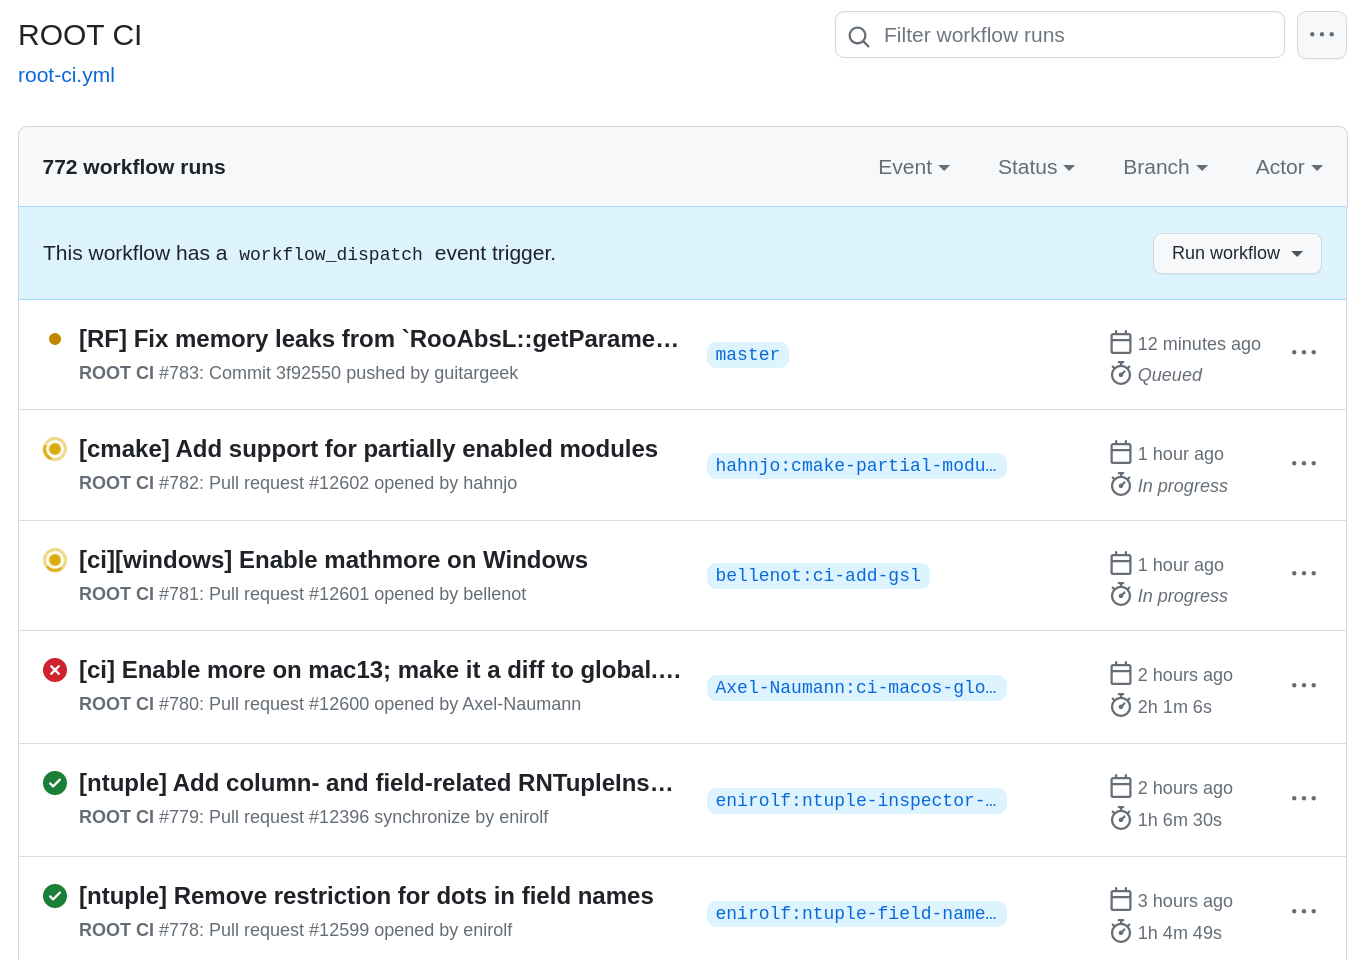 ROOT CI
Filter workflow runs
root-ci.yml
772 workflow runs
Event
Status
Branch
Actor
This workflow has a workflow_dispatch event trigger.
Run workflow
[RF] Fix memory leaks from `RooAbsL::getParame…
ROOT CI #783: Commit 3f92550 pushed by guitargeek
master
12 minutes ago
Queued
[cmake] Add support for partially enabled modules
ROOT CI #782: Pull request #12602 opened by hahnjo
hahnjo:cmake-partial-modu…
1 hour ago
In progress
[ci][windows] Enable mathmore on Windows
ROOT CI #781: Pull request #12601 opened by bellenot
bellenot:ci-add-gsl
1 hour ago
In progress
[ci] Enable more on mac13; make it a diff to global.…
ROOT CI #780: Pull request #12600 opened by Axel-Naumann
Axel-Naumann:ci-macos-glo…
2 hours ago
2h 1m 6s
[ntuple] Add column- and field-related RNTupleIns…
ROOT CI #779: Pull request #12396 synchronize by enirolf
enirolf:ntuple-inspector-…
2 hours ago
1h 6m 30s
[ntuple] Remove restriction for dots in field names
ROOT CI #778: Pull request #12599 opened by enirolf
enirolf:ntuple-field-name…
3 hours ago
1h 4m 49s